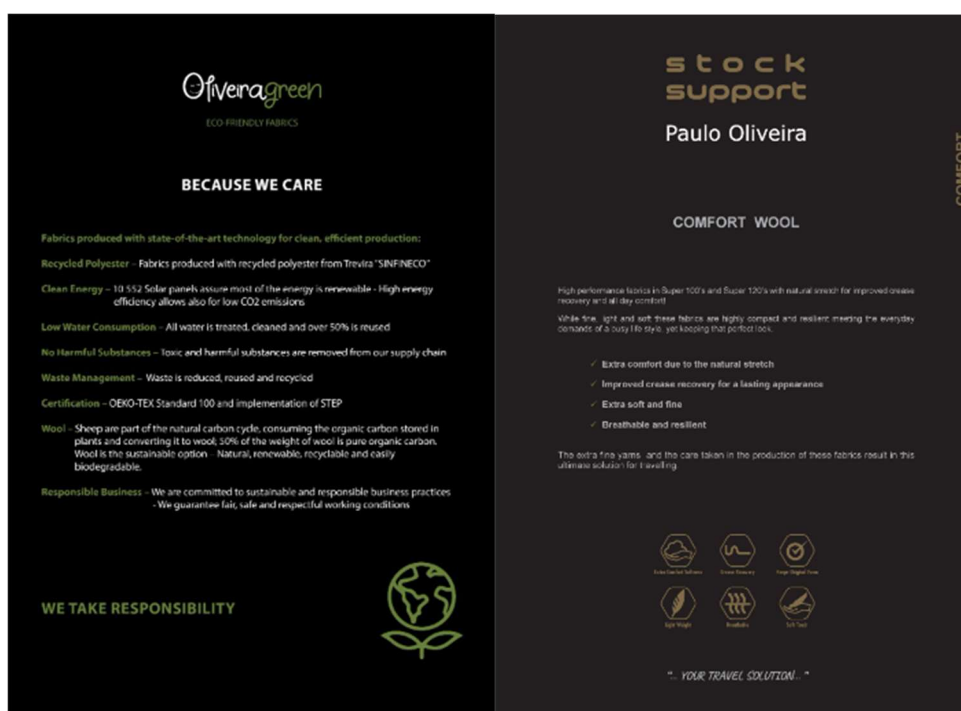 Oliveiragreen
ECO-FRIENDLY FABRICS
BECAUSE WE CARE
Fabrics produced with state-of-the-art technology for clean, efficient production:
Recycled Polyester – Fabrics produced with recycled polyester from Trevira "SINFINECO"
Clean Energy – 10 552 Solar panels assure most of the energy is renewable - High energy
efficiency allows also for low CO2 emissions
Low Water Consumption – All water is treated, cleaned and over 50% is reused
No Harmful Substances – Toxic and harmful substances are removed from our supply chain
Waste Management – Waste is reduced, reused and recycled
Certification – OEKO-TEX Standard 100 and implementation of STEP
Wool – Sheep are part of the natural carbon cycle, consuming the organic carbon stored in
plants and converting it to wool; 50% of the weight of wool is pure organic carbon.
Wool is the sustainable option – Natural, renewable, recyclable and easily
biodegradable.
Responsible Business – We are committed to sustainable and responsible business practices
- We guarantee fair, safe and respectful working conditions
WE TAKE RESPONSIBILITY
stock
support
Paulo Oliveira
COMFORT
COMFORT WOOL
High performance fabrics in Super 100's and Super 120's with natural stretch for improved crease
recovery and all day comfort!
While fine, light and soft these fabrics are highly compact and resilient meeting the everyday
demands of a busy life style, yet keeping that perfect look.
✓ Extra comfort due to the natural stretch
✓ Improved crease recovery for a lasting appearance
✓ Extra soft and fine
✓ Breathable and resilient
The extra fine yarns and the care taken in the production of these fabrics result in this
ultimate solution for travelling.
Light Weight
Breathable
Soft Touch
"... YOUR TRAVEL SOLUTION... "